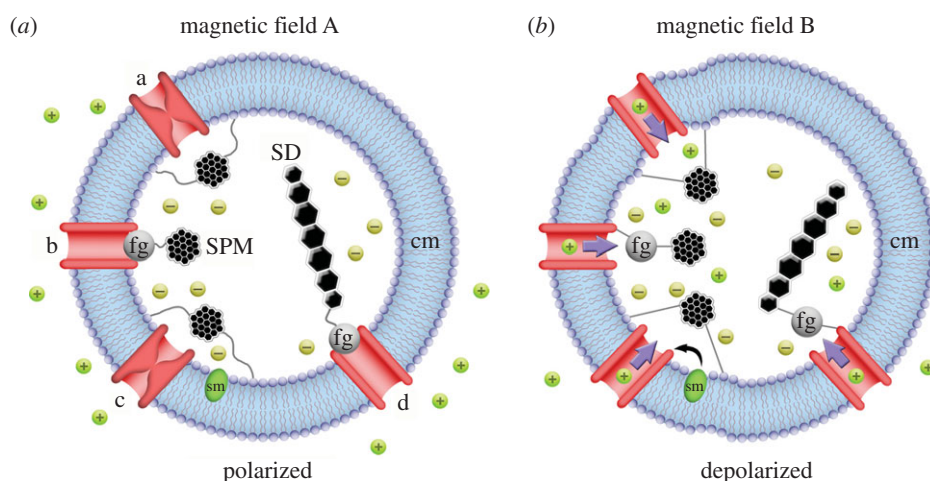 (a) magnetic field A
a
SD
b fg SPM cm
fg
c sm d
polarized
(b) magnetic field B
fg cm
fg
sm
depolarized